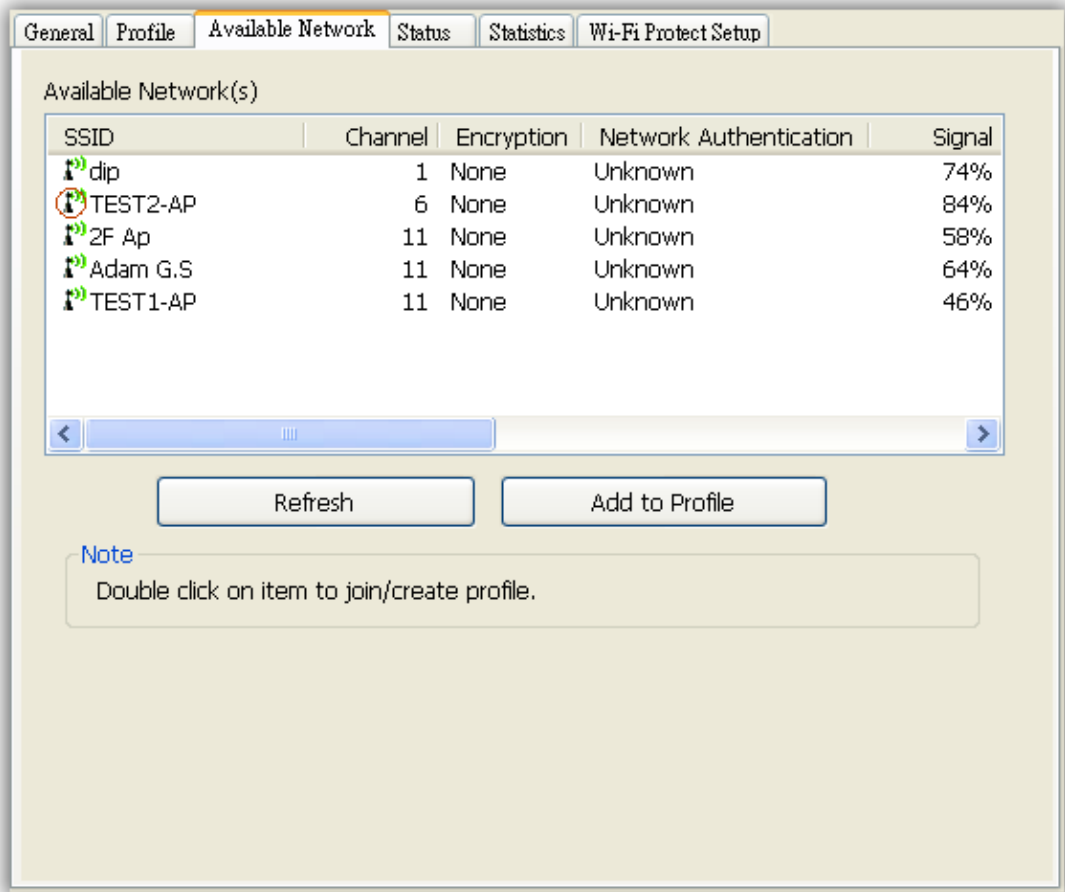 General Profile Available Network Status Statistics Wi-Fi Protect Setup
Available Network(s)
SSID Channel Encryption Network Authentication Signal
dip 1 None Unknown 74%
TEST2-AP 6 None Unknown 84%
2F Ap 11 None Unknown 58%
Adam G.S 11 None Unknown 64%
TEST1-AP 11 None Unknown 46%
Refresh Add to Profile
Note
Double click on item to join/create profile.